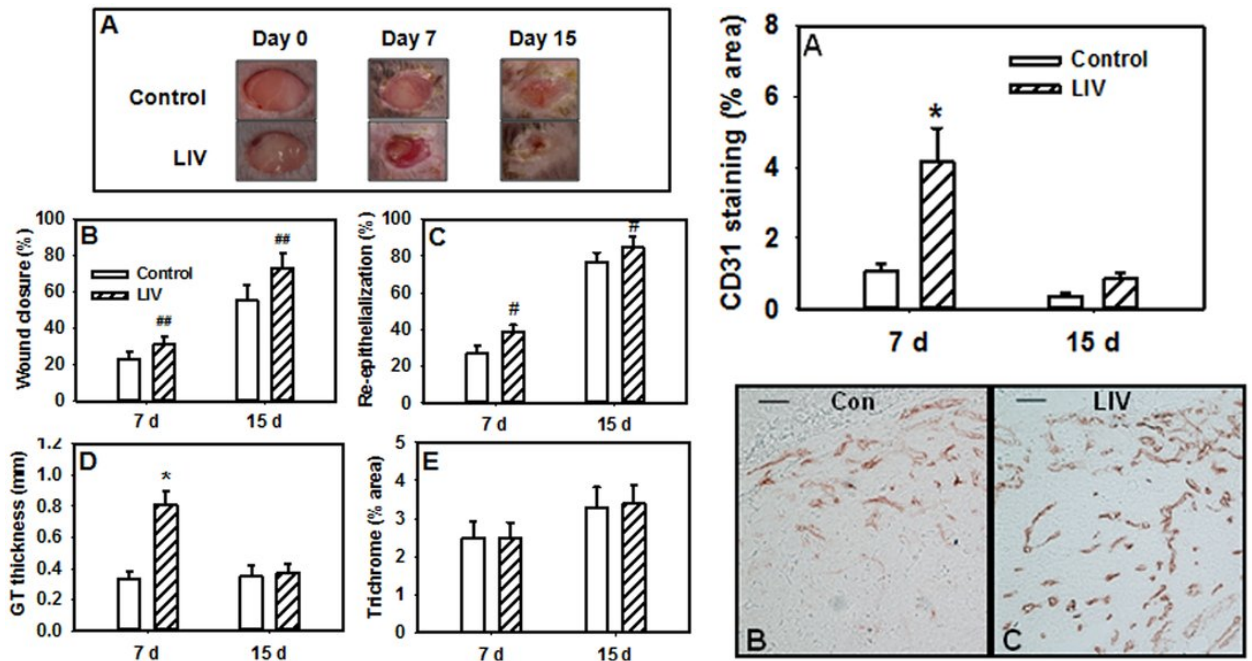 A
Day 0 Day 7 Day 15
Control
LIV
B
Wound closure (%)
100
80
60
40
20
0
Control
LIV
##
##
7 d 15 d
C
Re-epithelialization (%)
100
80
60
40
20
0
#
#
7 d 15 d
D
GT thickness (mm)
1.2
1.0
0.8
0.6
0.4
0.2
0.0
*
7 d 15 d
E
Trichrome (% area)
5
4
3
2
1
0
7 d 15 d
A
CD31 staining (% area)
8
6
4
2
0
Control
LIV
*
7 d 15 d
Con
B
LIV
C